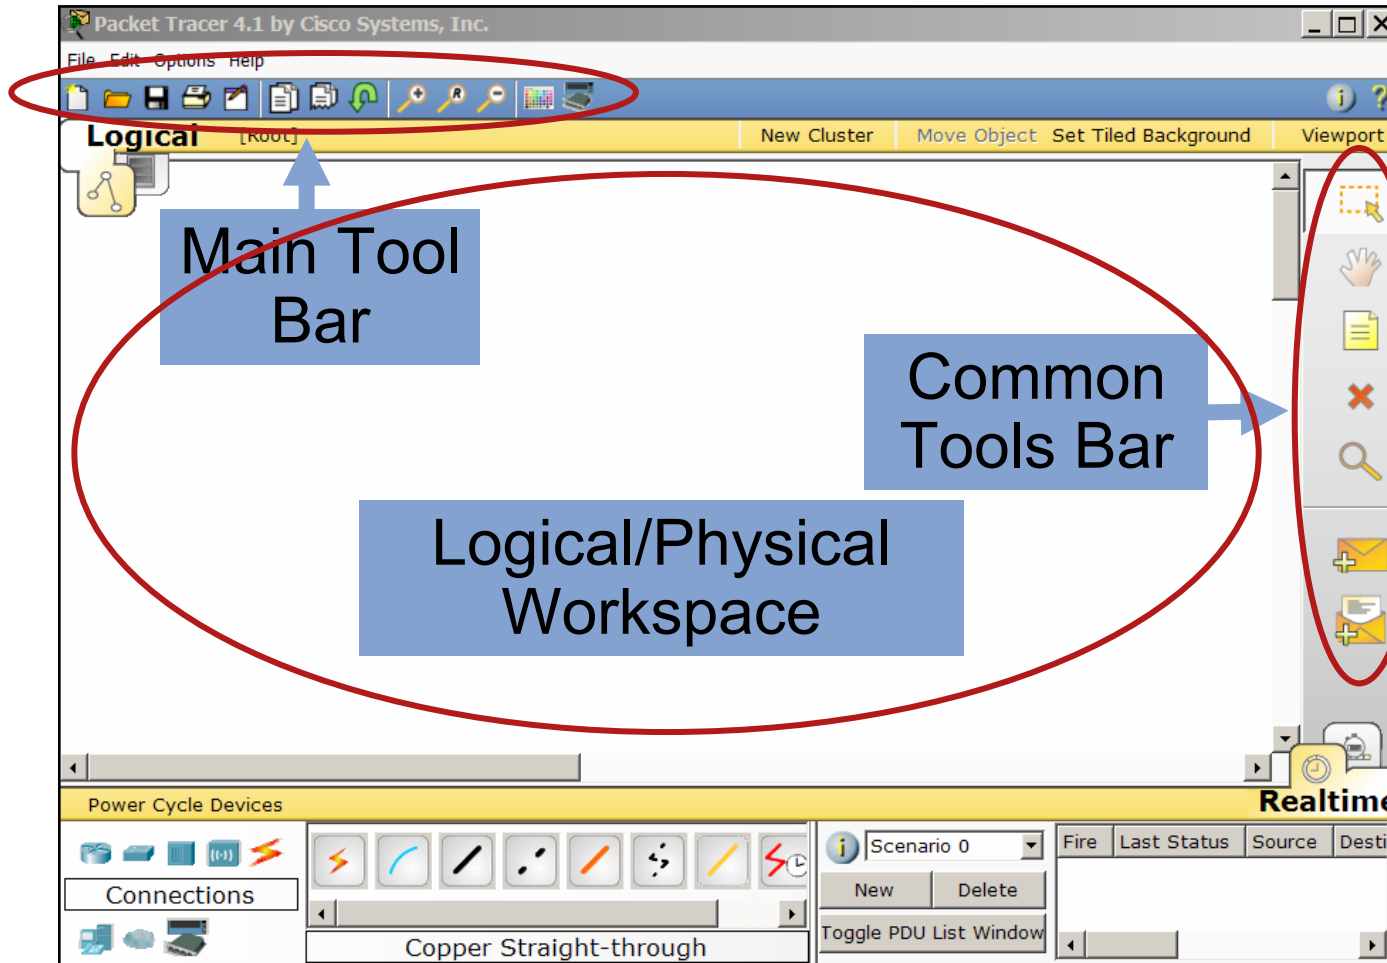 Packet Tracer 4.1 by Cisco Systems, Inc.
File Edit Options Help
Logical [Root] New Cluster Move Object Set Tiled Background Viewport
Main Tool
Bar
Common
Tools Bar
Logical/Physical
Workspace
Power Cycle Devices Realtime
Connections
Copper Straight-through
Scenario 0
New Delete
Toggle PDU List Window
Fire Last Status Source Desti